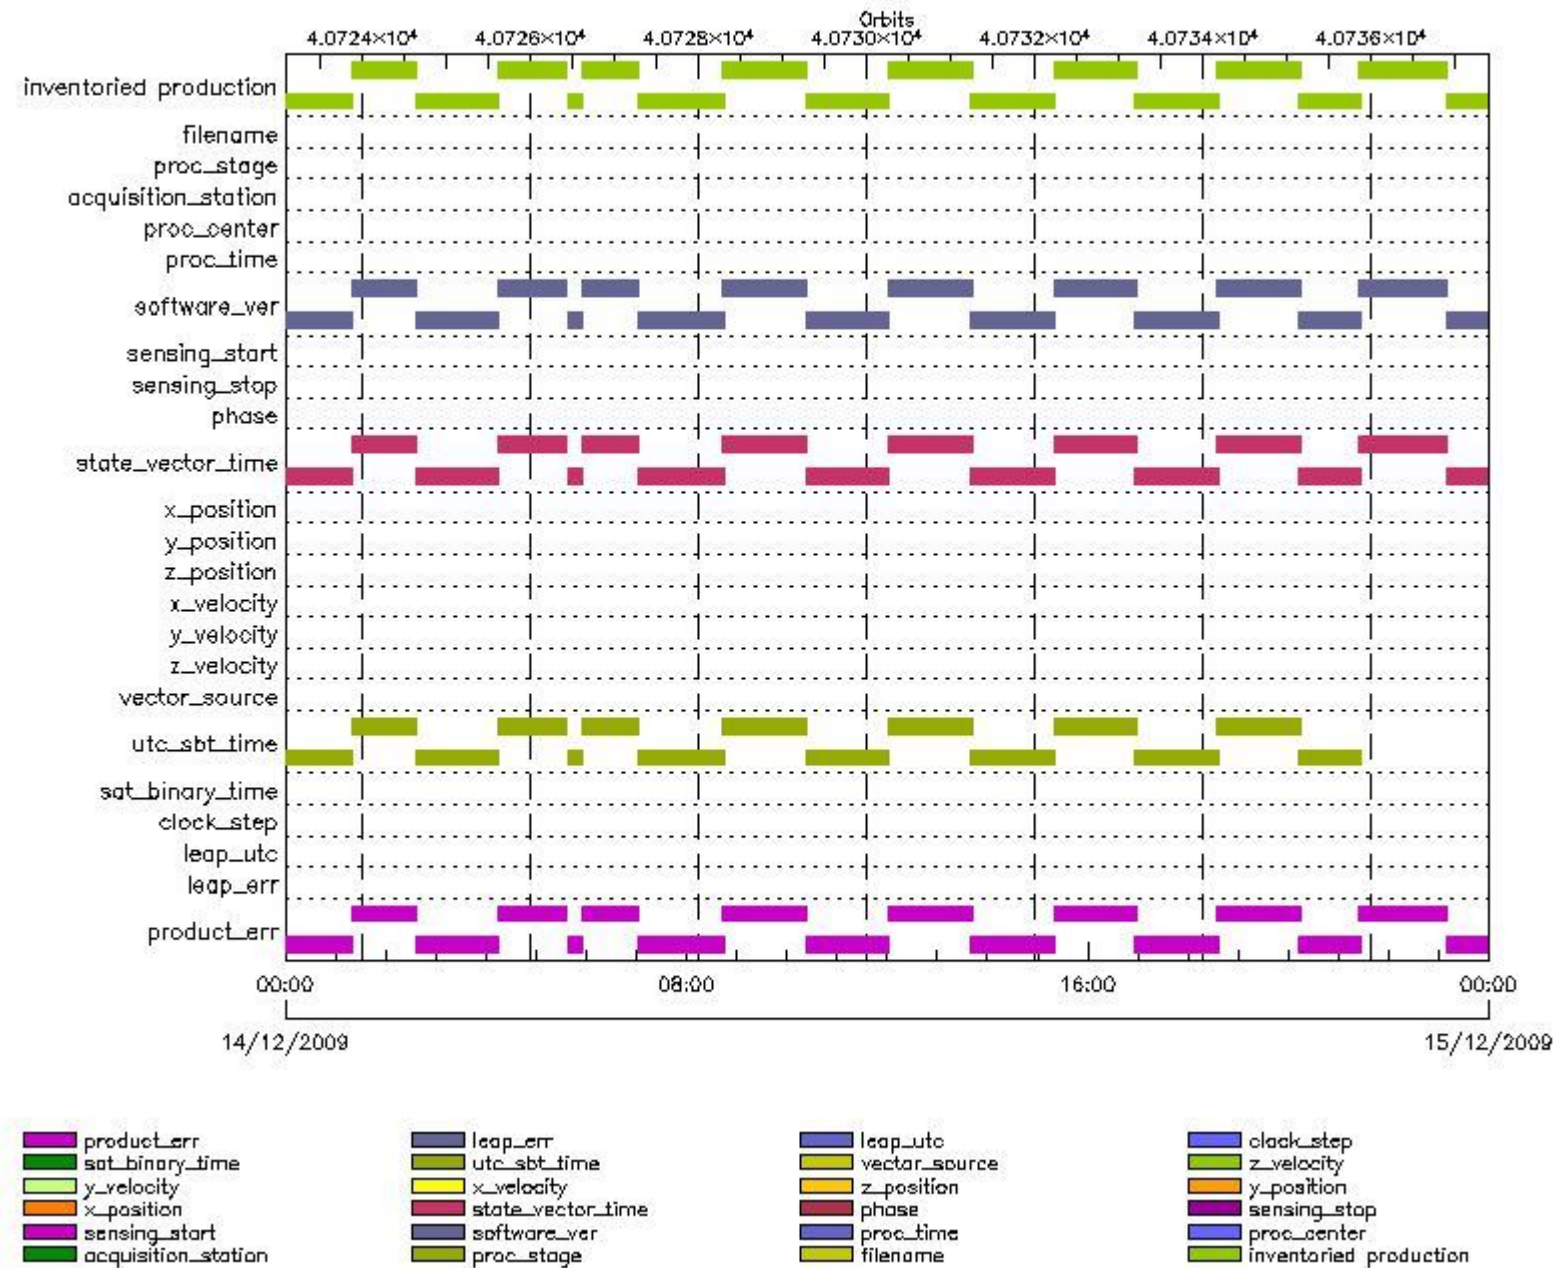 Orbits
4.0724×10⁴ 4.0726×10⁴ 4.0728×10⁴ 4.0730×10⁴ 4.0732×10⁴ 4.0734×10⁴ 4.0736×10⁴
inventoried production
filename
proc_stage
acquisition_station
proc_center
proc_time
software_ver
sensing_start
sensing_stop
phase
state_vector_time
x_position
y_position
z_position
x_velocity
y_velocity
z_velocity
vector_source
utc_sbt_time
sat_binary_time
clock_step
leap_utc
leap_err
product_err
00:00 08:00 16:00 00:00
14/12/2009 15/12/2009
product_err leap_err leap_utc clock_step
sat_binary_time utc_sbt_time vector_source z_velocity
y_velocity x_velocity z_position y_position
x_position state_vector_time phase sensing_stop
sensing_start software_ver proc_time proc_center
acquisition_station proc_stage filename inventoried production